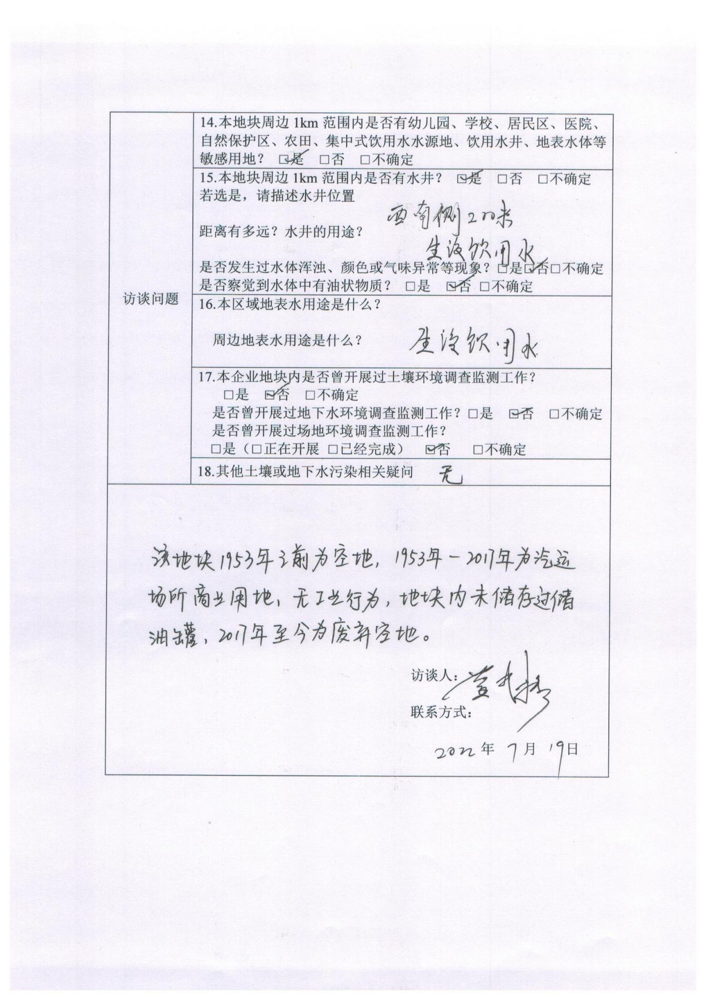 14.本地块周边 1km 范围内是否有幼儿园、学校、居民区、医院、
自然保护区、农田、集中式饮用水水源地、饮用水井、地表水体等
敏感用地？ ☑是 □否 □不确定
15.本地块周边 1km 范围内是否有水井？ ☑是 □否 □不确定
若选是，请描述水井位置
西南侧200米
距离有多远？水井的用途？
生活饮用水
是否发生过水体浑浊、颜色或气味异常等现象？□是☑否□不确定
是否察觉到水体中有油状物质？ □是 ☑否 □不确定
访谈问题
16.本区域地表水用途是什么？
周边地表水用途是什么？ 生活饮用水
17.本企业地块内是否曾开展过土壤环境调查监测工作？
□是 ☑否 □不确定
是否曾开展过地下水环境调查监测工作？□是 ☑否 □不确定
是否曾开展过场地环境调查监测工作？
□是（□正在开展 □已经完成） ☑否 □不确定
18.其他土壤或地下水污染相关疑问 无
该地块1953年之前为空地，1953年-2017年为汽运
场所商业用地，无工业行为，地块内未储存过储
油罐，2017年至今为废弃空地。
访谈人：
联系方式：
2022年 7月 19日